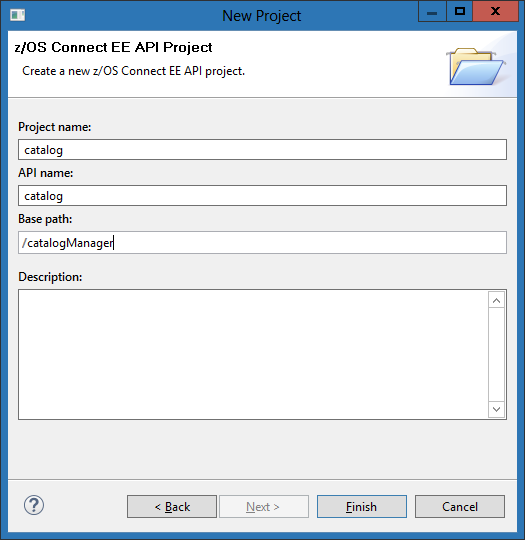 New Project
z/OS Connect EE API Project
Create a new z/OS Connect EE API project.
Project name:
catalog
API name:
catalog
Base path:
/catalogManager
Description:
? < Back Next > Finish Cancel